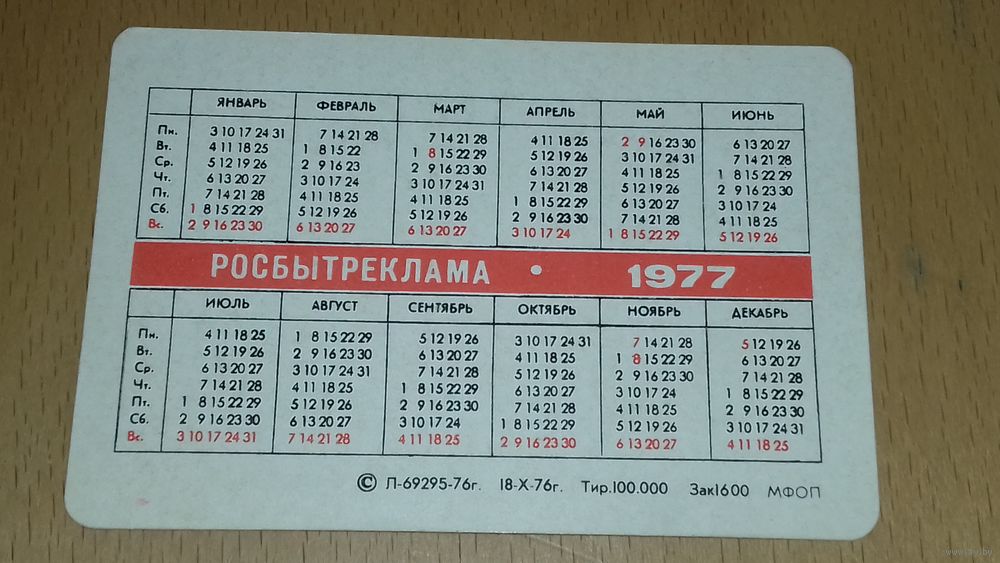 ЯНВАРЬ ФЕВРАЛЬ МАРТ АПРЕЛЬ МАЙ ИЮНЬ
Пн. 3 10 17 24 31 7 14 21 28 7 14 21 28 4 11 18 25 2 9 16 23 30 6 13 20 27
Вт. 4 11 18 25 1 8 15 22 1 8 15 22 29 5 12 19 26 3 10 17 24 31 7 14 21 28
Ср. 5 12 19 26 2 9 16 23 2 9 16 23 30 6 13 20 27 4 11 18 25 1 8 15 22 29
Чт. 6 13 20 27 3 10 17 24 3 10 17 24 31 7 14 21 28 5 12 19 26 2 9 16 23 30
Пт. 7 14 21 28 4 11 18 25 4 11 18 25 1 8 15 22 29 6 13 20 27 3 10 17 24
Сб. 1 8 15 22 29 5 12 19 26 5 12 19 26 2 9 16 23 30 7 14 21 28 4 11 18 25
Вс. 2 9 16 23 30 6 13 20 27 6 13 20 27 3 10 17 24 1 8 15 22 29 5 12 19 26
РОСБЫТРЕКЛАМА • 1977
ИЮЛЬ АВГУСТ СЕНТЯБРЬ ОКТЯБРЬ НОЯБРЬ ДЕКАБРЬ
Пн. 4 11 18 25 1 8 15 22 29 5 12 19 26 3 10 17 24 31 7 14 21 28 5 12 19 26
Вт. 5 12 19 26 2 9 16 23 30 6 13 20 27 4 11 18 25 1 8 15 22 29 6 13 20 27
Ср. 6 13 20 27 3 10 17 24 31 7 14 21 28 5 12 19 26 2 9 16 23 30 7 14 21 28
Чт. 7 14 21 28 4 11 18 25 1 8 15 22 29 6 13 20 27 3 10 17 24 1 8 15 22 29
Пт. 1 8 15 22 29 5 12 19 26 2 9 16 23 30 7 14 21 28 4 11 18 25 2 9 16 23 30
Сб. 2 9 16 23 30 6 13 20 27 3 10 17 24 1 8 15 22 29 5 12 19 26 3 10 17 24 31
Вс. 3 10 17 24 31 7 14 21 28 4 11 18 25 2 9 16 23 30 6 13 20 27 4 11 18 25
© Л-69295-76г. 18-X-76г. Тир.100.000 Зак1600 МФОП